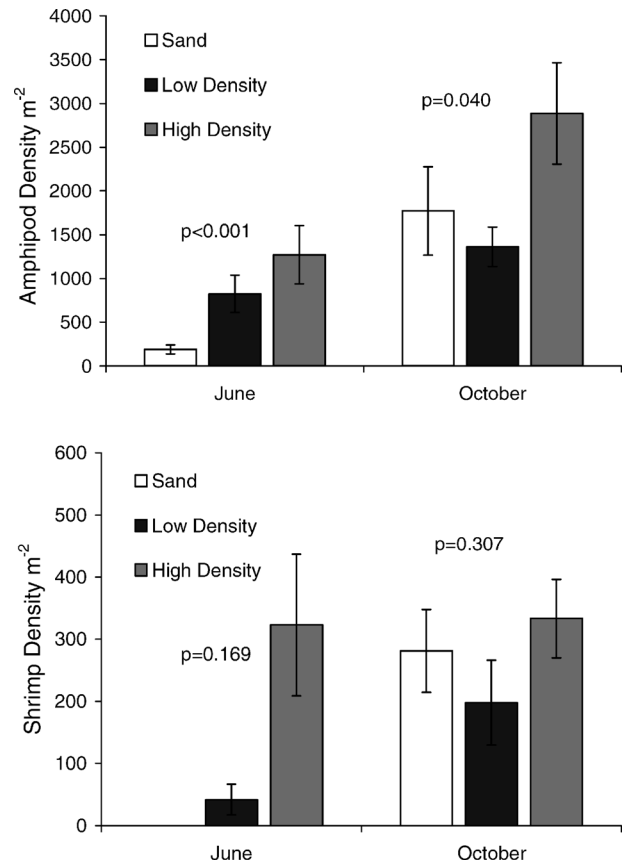 4000
3500
3000
2500
2000
1500
1000
500
0
Amphipod Density m-2
Sand
Low Density
High Density
p<0.001
p=0.040
June
October
600
500
400
300
200
100
0
Shrimp Density m-2
Sand
Low Density
High Density
p=0.169
p=0.307
June
October